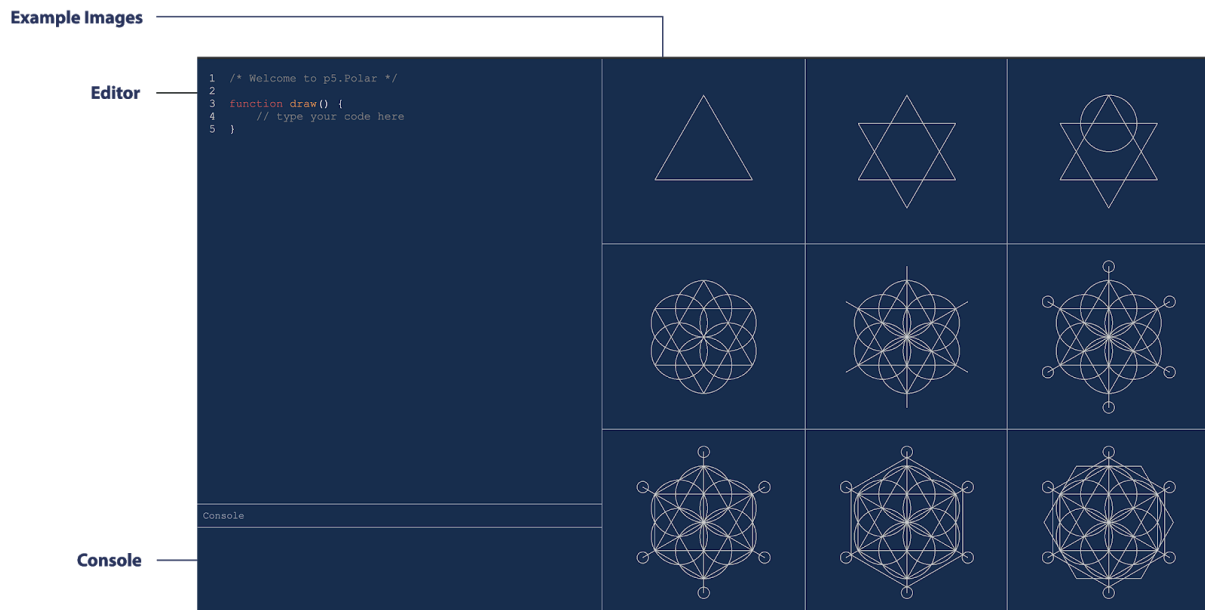 Example Images
Editor
1 /* Welcome to p5.Polar */
2
3 function draw() {
4     // type your code here
5 }
Console
Console